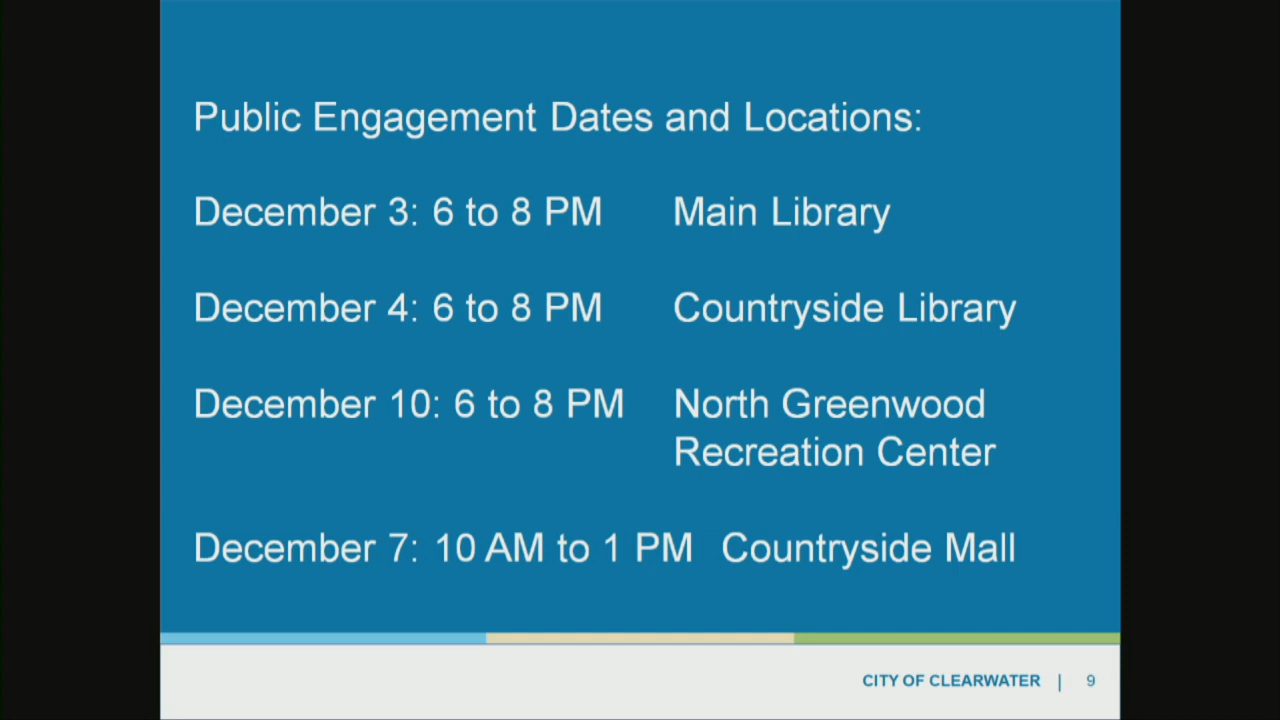 Public Engagement Dates and Locations:
December 3: 6 to 8 PM Main Library
December 4: 6 to 8 PM Countryside Library
December 10: 6 to 8 PM North Greenwood
Recreation Center
December 7: 10 AM to 1 PM Countryside Mall
CITY OF CLEARWATER | 9